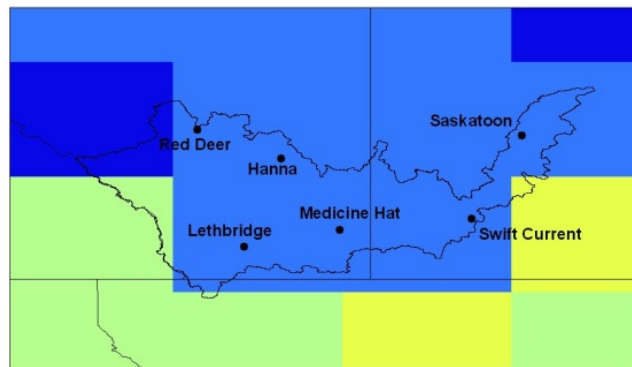 Saskatoon
Red Deer
Hanna
Medicine Hat
Lethbridge
Swift Current